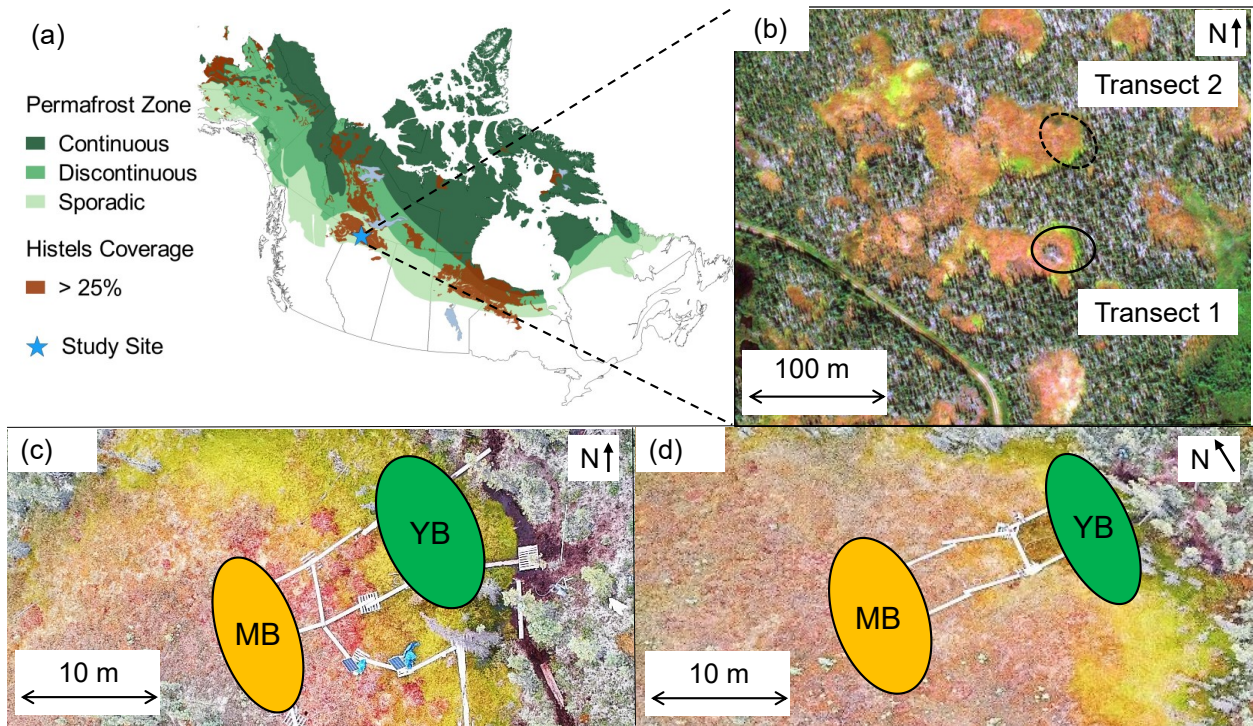 (a)
Permafrost Zone
Continuous
Discontinuous
Sporadic
Histels Coverage
> 25%
Study Site
(b)
N
Transect 2
Transect 1
100 m
(c)
N
YB
MB
10 m
(d)
N
YB
MB
10 m